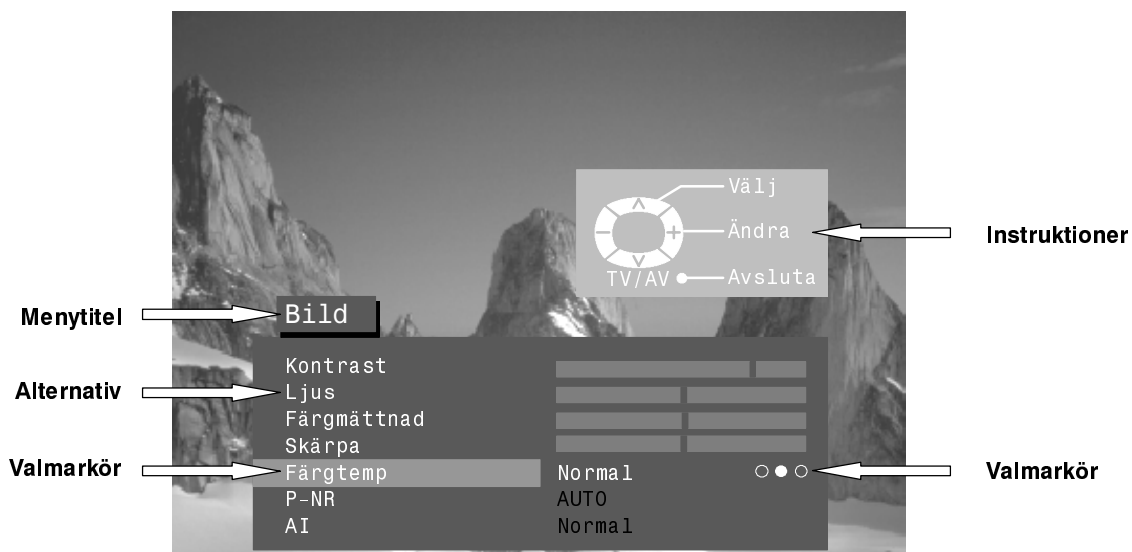 Välj
Ändra
TV/AV Avsluta
Instruktioner
Menytitel
Bild
Kontrast
Alternativ
Ljus
Färgmättnad
Skärpa
Valmarkör
Färgtemp Normal
Valmarkör
P-NR AUTO
AI Normal